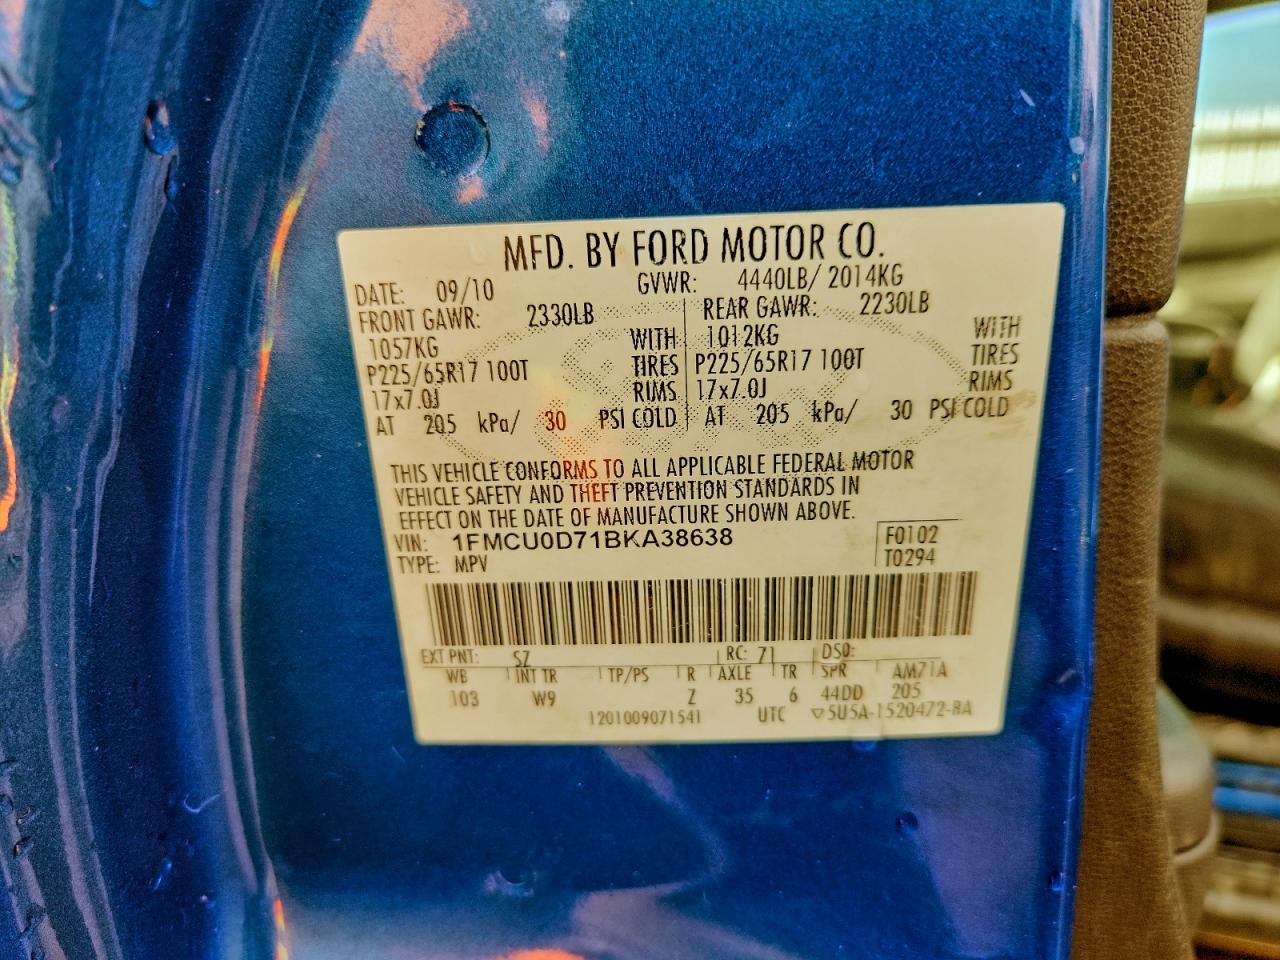 MFD. BY FORD MOTOR CO.
DATE: 09/10 GVWR: 4440LB/ 2014KG
FRONT GAWR: 2330LB REAR GAWR: 2230LB
1057KG WITH 1012KG WITH
P225/65R17 100T TIRES P225/65R17 100T TIRES
17x7.0J RIMS 17x7.0J RIMS
AT 205 kPa/ 30 PSI COLD AT 205 kPa/ 30 PSI COLD
THIS VEHICLE CONFORMS TO ALL APPLICABLE FEDERAL MOTOR
VEHICLE SAFETY AND THEFT PREVENTION STANDARDS IN
EFFECT ON THE DATE OF MANUFACTURE SHOWN ABOVE.
VIN: 1FMCU0D71BKA38638 F0102
TYPE: MPV T0294
EXT PNT: SZ RC: 71 DSO:
WB INT TR TP/PS R AXLE TR SPR AM71A
103 W9 Z 35 6 44DD 205
1201009071541 UTC ▽5U5A-1520472-BA